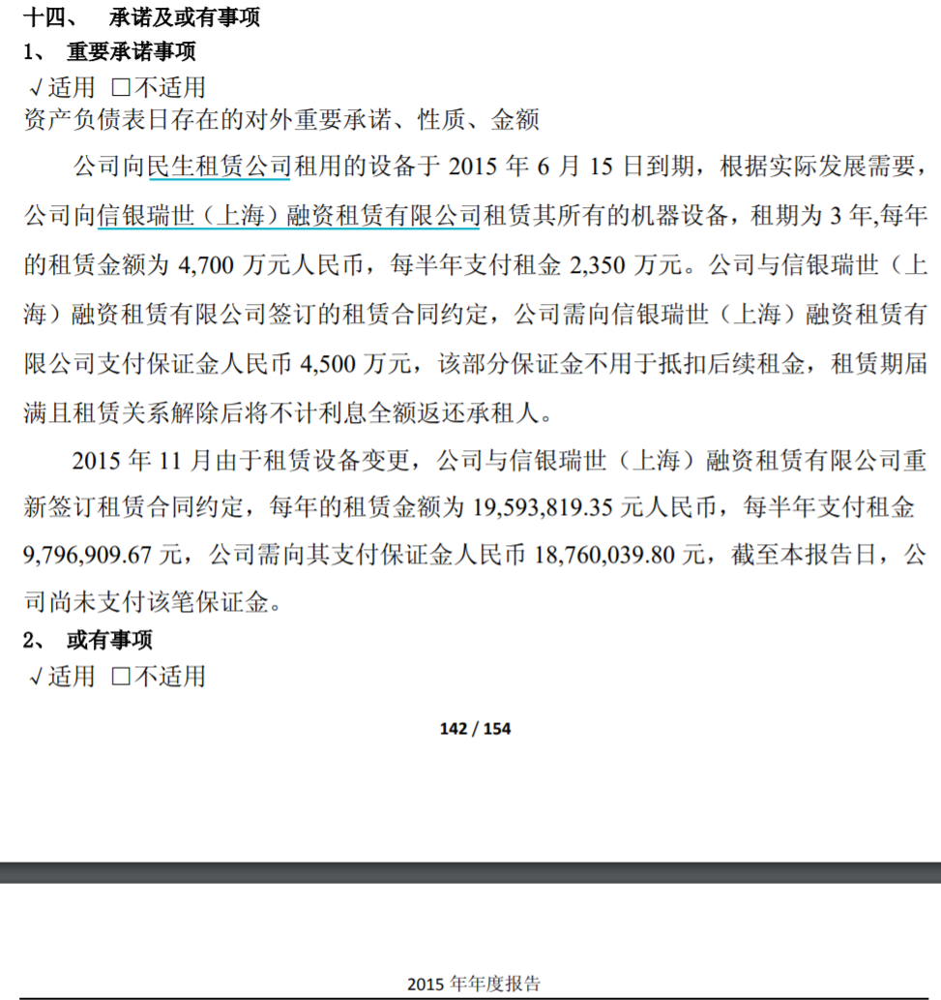 十四、 承诺及或有事项
1、 重要承诺事项
√适用 □不适用
资产负债表日存在的对外重要承诺、性质、金额
公司向民生租赁公司租用的设备于 2015 年 6 月 15 日到期，根据实际发展需要，
公司向信银瑞世（上海）融资租赁有限公司租赁其所有的机器设备，租期为 3 年,每年
的租赁金额为 4,700 万元人民币，每半年支付租金 2,350 万元。公司与信银瑞世（上
海）融资租赁有限公司签订的租赁合同约定，公司需向信银瑞世（上海）融资租赁有
限公司支付保证金人民币 4,500 万元，该部分保证金不用于抵扣后续租金，租赁期届
满且租赁关系解除后将不计利息全额返还承租人。
2015 年 11 月由于租赁设备变更，公司与信银瑞世（上海）融资租赁有限公司重
新签订租赁合同约定，每年的租赁金额为 19,593,819.35 元人民币，每半年支付租金
9,796,909.67 元，公司需向其支付保证金人民币 18,760,039.80 元，截至本报告日，公
司尚未支付该笔保证金。
2、 或有事项
√适用 □不适用
142 / 154
2015 年年度报告